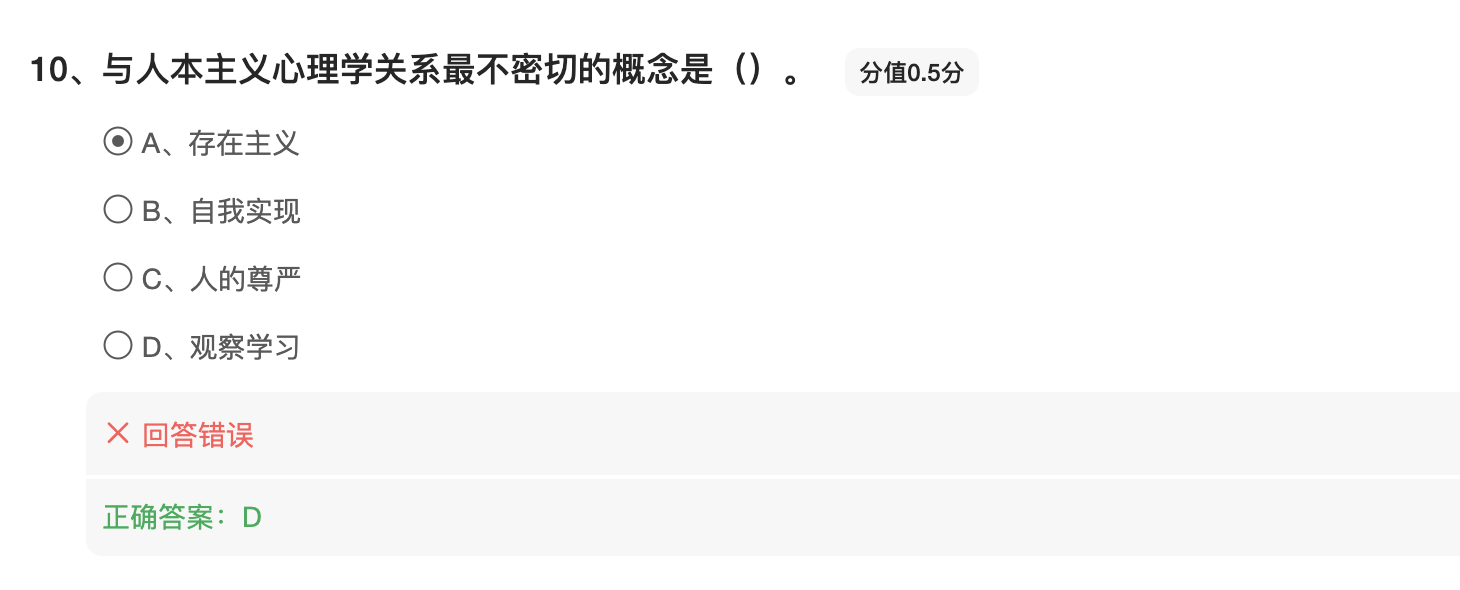 10、与人本主义心理学关系最不密切的概念是（）。 分值0.5分
A、存在主义
B、自我实现
C、人的尊严
D、观察学习
回答错误
正确答案：D